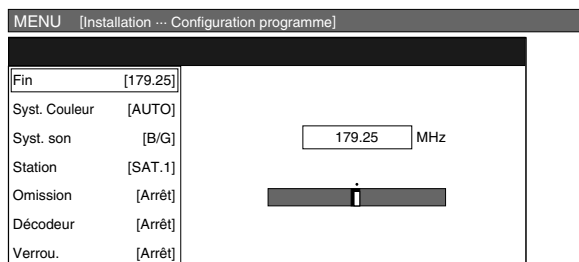 MENU [Installation ··· Configuration programme]
Fin [179.25]
Syst. Couleur [AUTO]
Syst. son [B/G]
179.25 MHz
Station [SAT.1]
Omission [Arrêt]
Décodeur [Arrêt]
Verrou. [Arrêt]